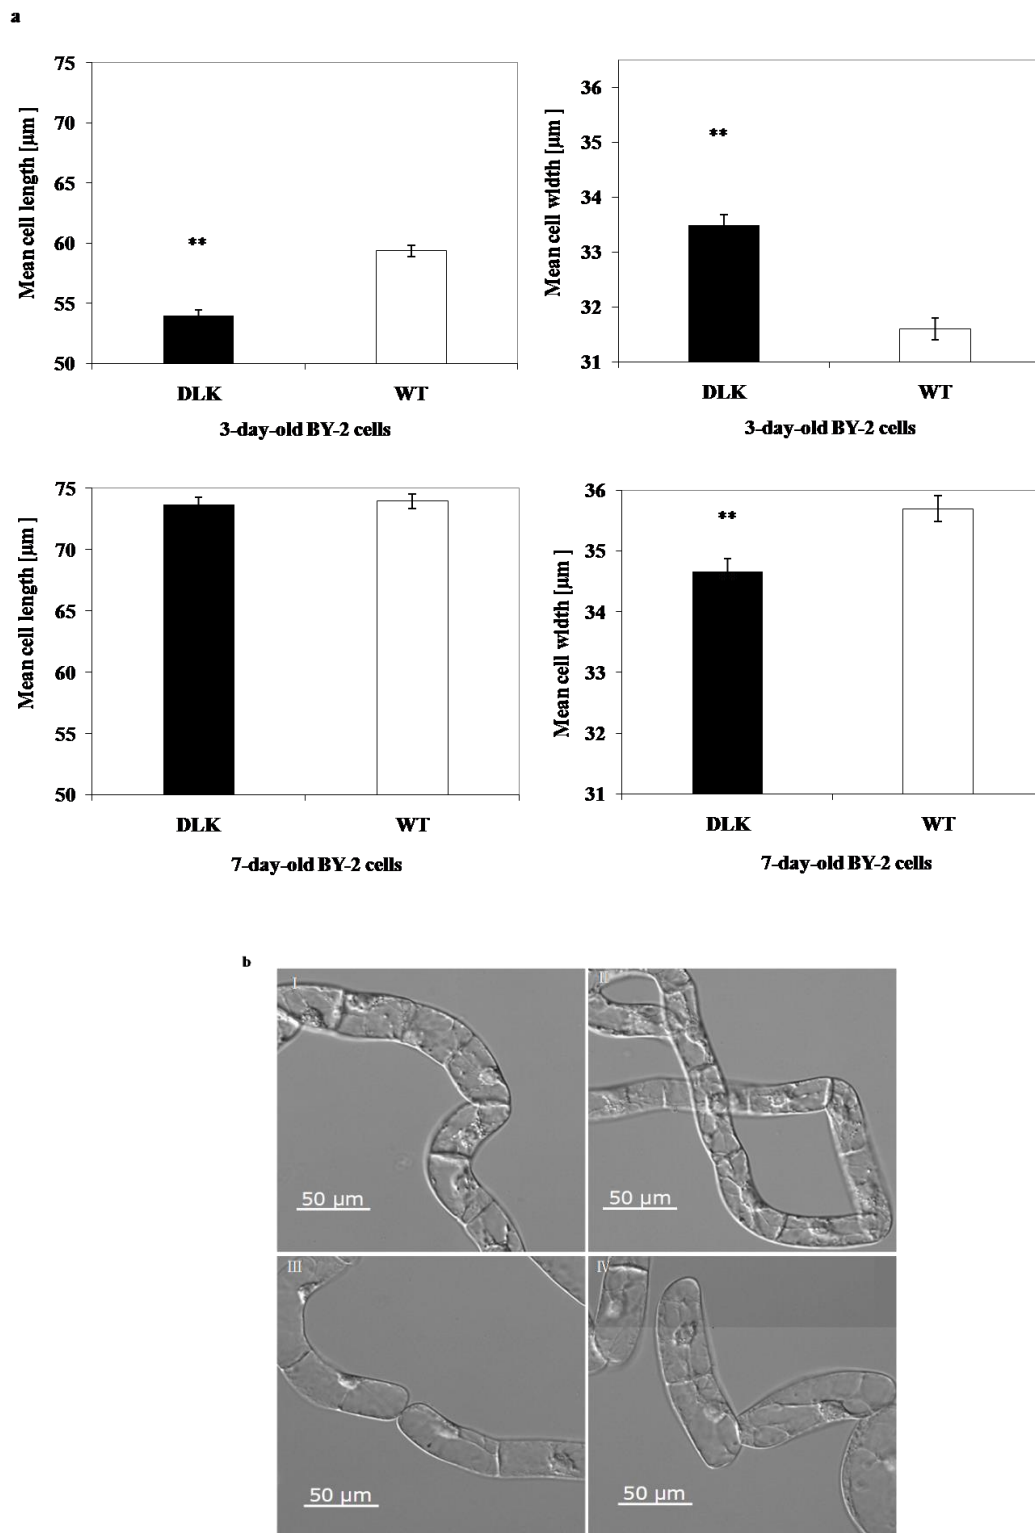 a
Mean cell length [µm ]
75
70
65
60
55
50
**
DLK
WT
3-day-old BY-2 cells
Mean cell width [µm ]
36
35
34
33
32
31
**
DLK
WT
3-day-old BY-2 cells
Mean cell length [µm ]
75
70
65
60
55
50
DLK
WT
7-day-old BY-2 cells
Mean cell width [µm ]
36
35
34
33
32
31
**
DLK
WT
7-day-old BY-2 cells
b
I
II
50 µm
50 µm
III
IV
50 µm
50 µm